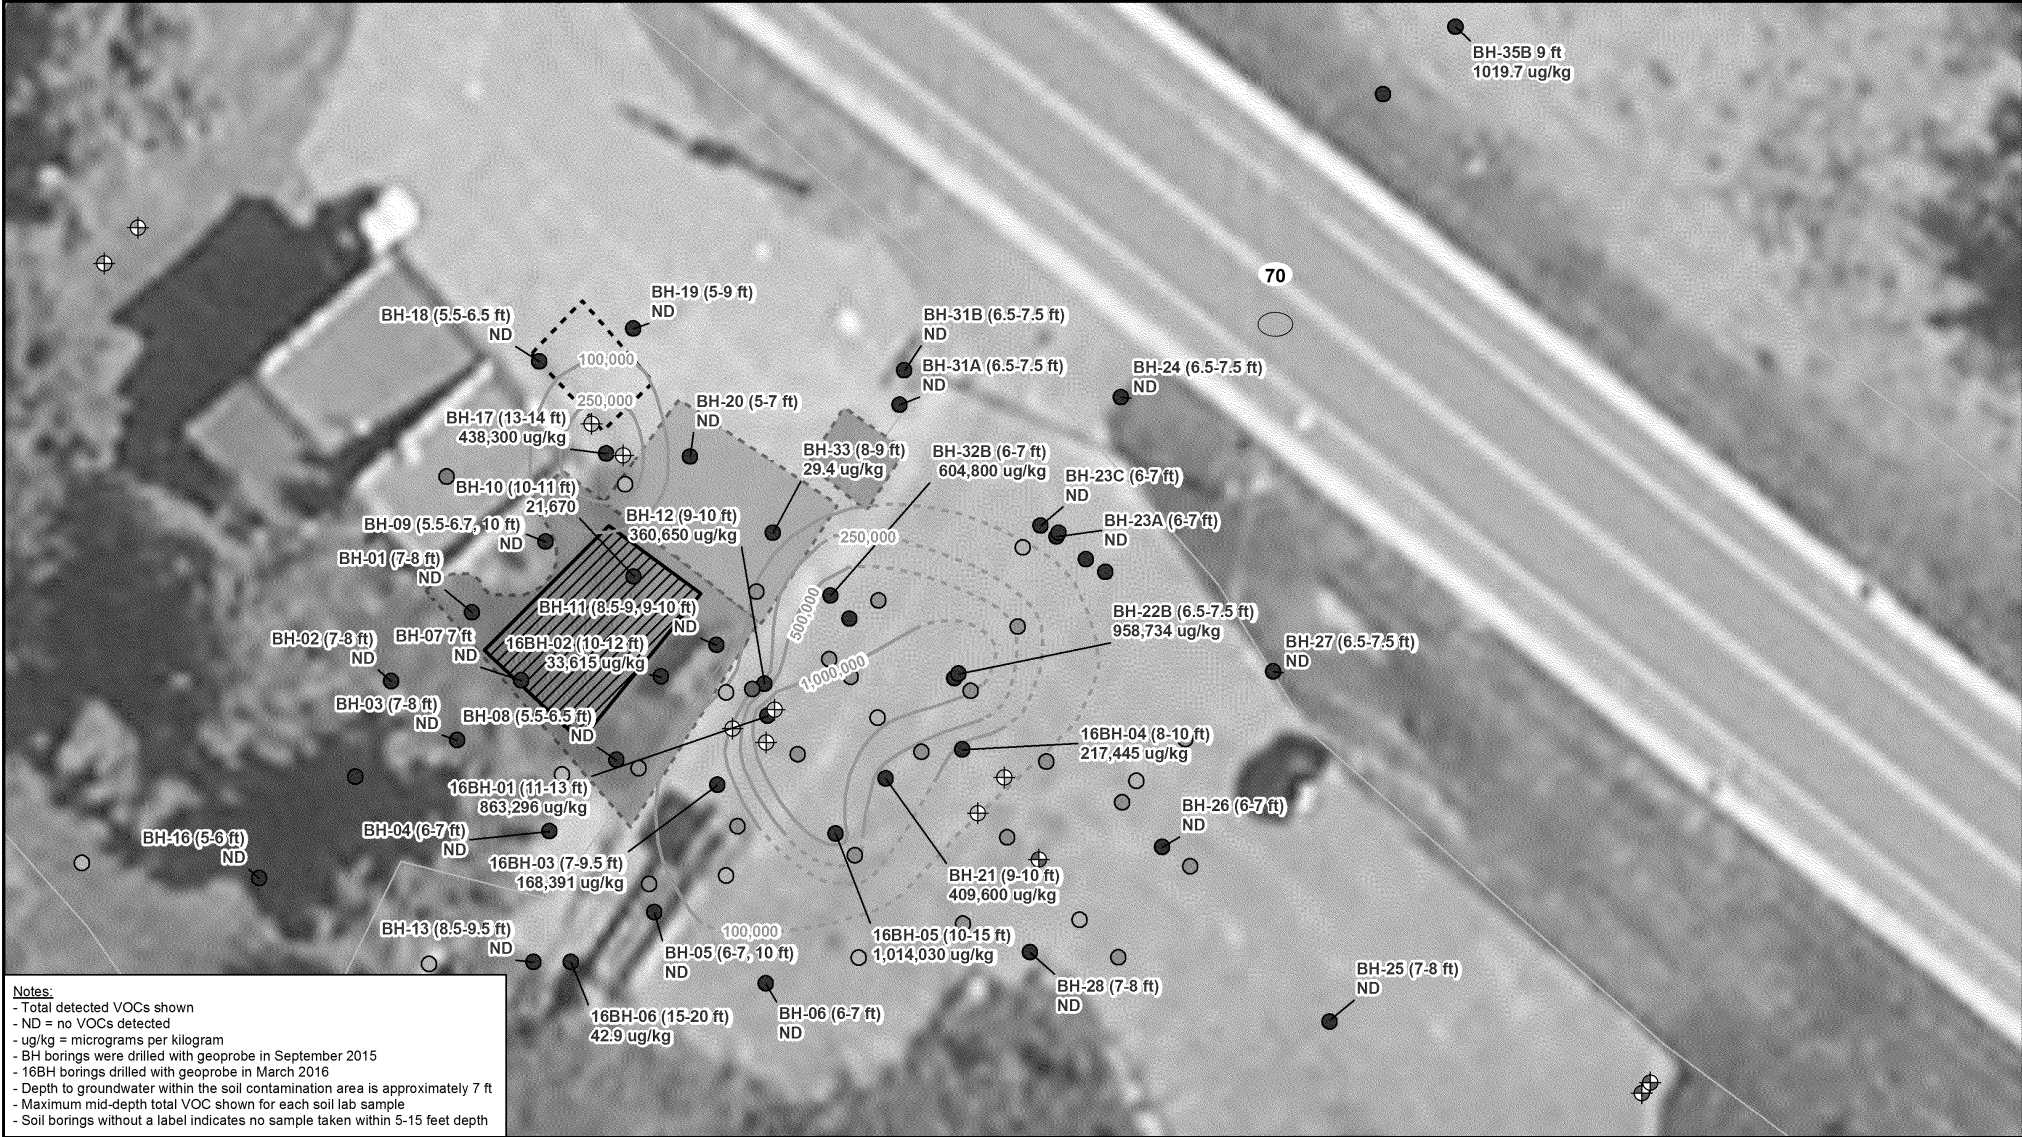 BH-35B 9 ft
1019.7 ug/kg
70
BH-19 (5-9 ft)
ND
BH-18 (5.5-6.5 ft)
ND
BH-31B (6.5-7.5 ft)
ND
100,000
BH-31A (6.5-7.5 ft)
ND
BH-24 (6.5-7.5 ft)
ND
250,000
BH-20 (5-7 ft)
ND
BH-17 (13-14 ft)
438,300 ug/kg
BH-33 (8-9 ft)
29.4 ug/kg
BH-32B (6-7 ft)
604,800 ug/kg
BH-23C (6-7 ft)
ND
BH-10 (10-11 ft)
21,670
BH-12 (9-10 ft)
360,650 ug/kg
BH-23A (6-7 ft)
ND
BH-09 (5.5-6.7, 10 ft)
ND
250,000
BH-01 (7-8 ft)
ND
500,000
BH-11 (8.5-9, 9-10 ft)
ND
BH-22B (6.5-7.5 ft)
958,734 ug/kg
BH-02 (7-8 ft)
ND
BH-07 7 ft
ND
16BH-02 (10-12 ft)
33,615 ug/kg
BH-27 (6.5-7.5 ft)
ND
1,000,000
BH-03 (7-8 ft)
ND
BH-08 (5.5-6.5 ft)
ND
16BH-04 (8-10 ft)
217,445 ug/kg
16BH-01 (11-13 ft)
863,296 ug/kg
BH-26 (6-7 ft)
ND
BH-04 (6-7 ft)
ND
BH-16 (5-6 ft)
ND
16BH-03 (7-9.5 ft)
168,391 ug/kg
BH-21 (9-10 ft)
409,600 ug/kg
BH-13 (8.5-9.5 ft)
ND
100,000
16BH-05 (10-15 ft)
1,014,030 ug/kg
BH-05 (6-7, 10 ft)
ND
BH-25 (7-8 ft)
ND
BH-28 (7-8 ft)
ND
16BH-06 (15-20 ft)
42.9 ug/kg
BH-06 (6-7 ft)
ND
Notes:
- Total detected VOCs shown
- ND = no VOCs detected
- ug/kg = micrograms per kilogram
- BH borings were drilled with geoprobe in September 2015
- 16BH borings drilled with geoprobe in March 2016
- Depth to groundwater within the soil contamination area is approximately 7 ft
- Maximum mid-depth total VOC shown for each soil lab sample
- Soil borings without a label indicates no sample taken within 5-15 feet depth